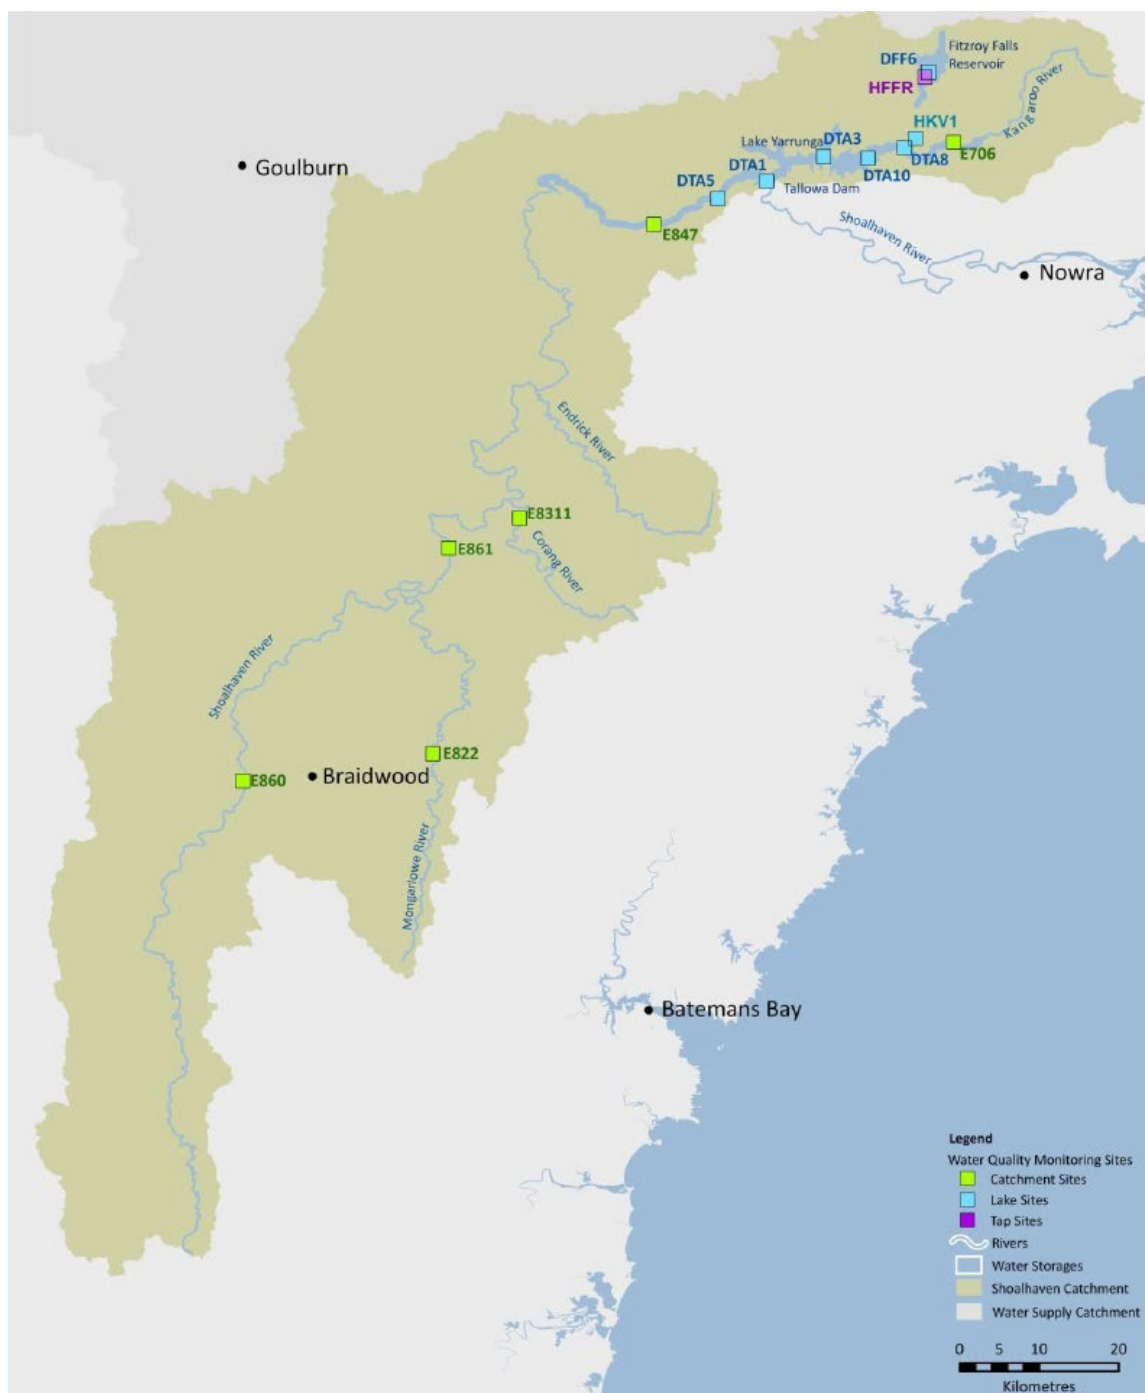 Fitzroy Falls
Reservoir
DFF6
HFFR
Kangaroo River
HKV1
Goulburn
Lake Yarrunga
DTA3
E706
DTA8
DTA1
DTA10
DTA5
Tallowa Dam
E847
Shoalhaven River
Nowra
Endrick River
E8311
E861
Corang River
Shoalhaven River
E822
Braidwood
E860
Mongarlowe River
Batemans Bay
Legend
Water Quality Monitoring Sites
Catchment Sites
Lake Sites
Tap Sites
Rivers
Water Storages
Shoalhaven Catchment
Water Supply Catchment
0 5 10 20
Kilometres